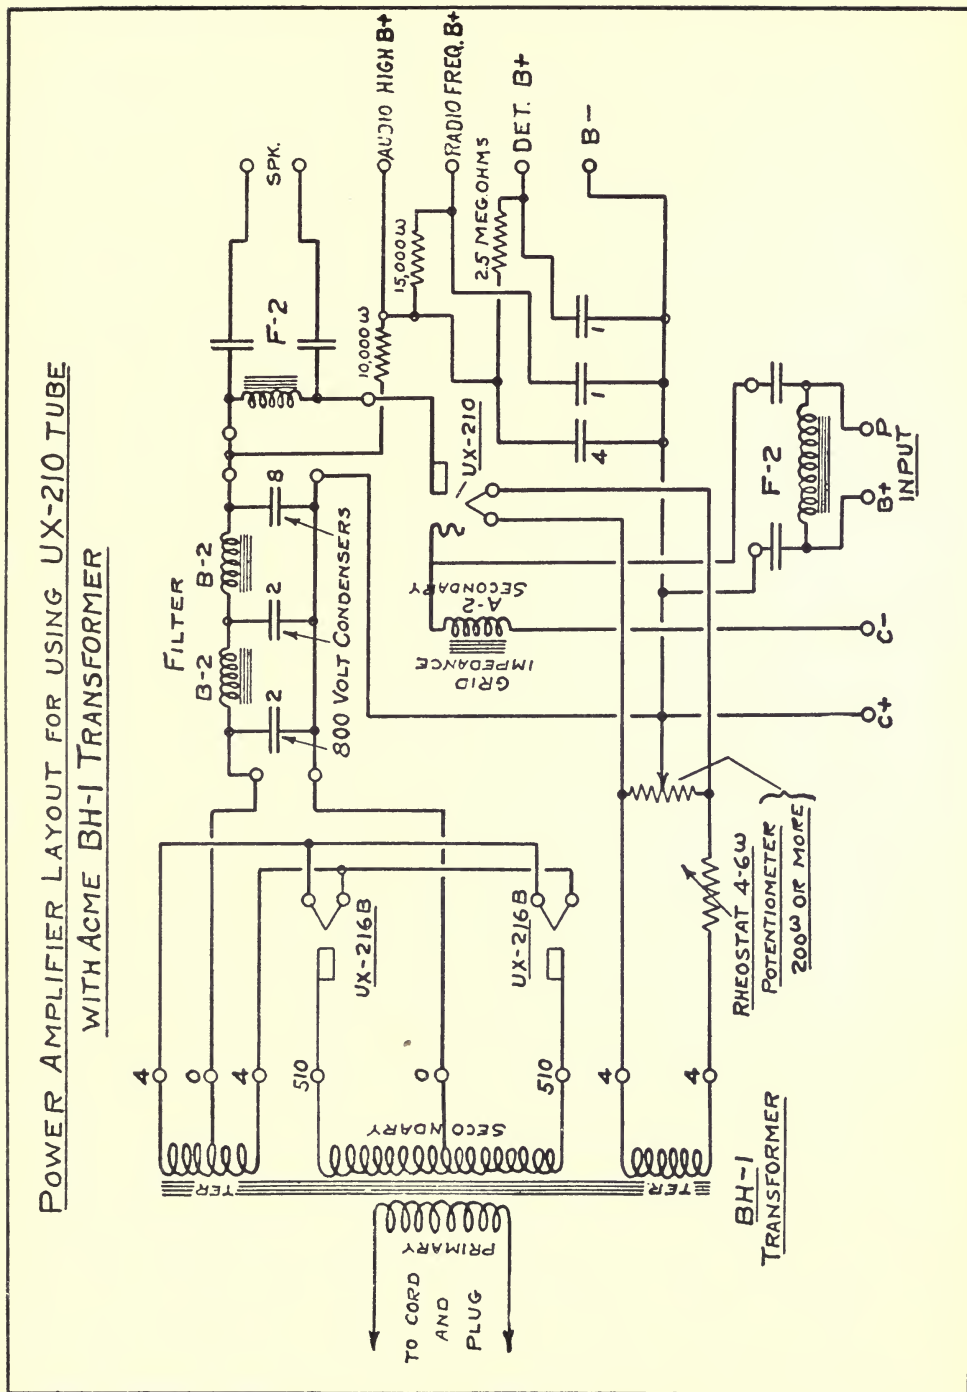 POWER AMPLIFIER LAYOUT FOR USING UX-210 TUBE
WITH ACME BH-1 TRANSFORMER
FILTER
B-2
B-2
2
2
8
800 VOLT CONDENSERS
F-2
SPK.
10,000 ω
15,000 ω
2.5 MEG.OHMS
AUDIO HIGH B+
RADIO FREQ. B+
DET. B+
B-
4
0
4
510
0
510
4
4
UX-216B
UX-216B
UX-210
GRID
IMPEDANCE
A-2
SECONDARY
4
1
1
TO CORD
AND
PLUG
PRIMARY
SECONDARY
TER
TER
BH-1
TRANSFORMER
RHEOSTAT 4-6ω
POTENTIOMETER
200ω OR MORE
C+
C-
F-2
B+
P
INPUT